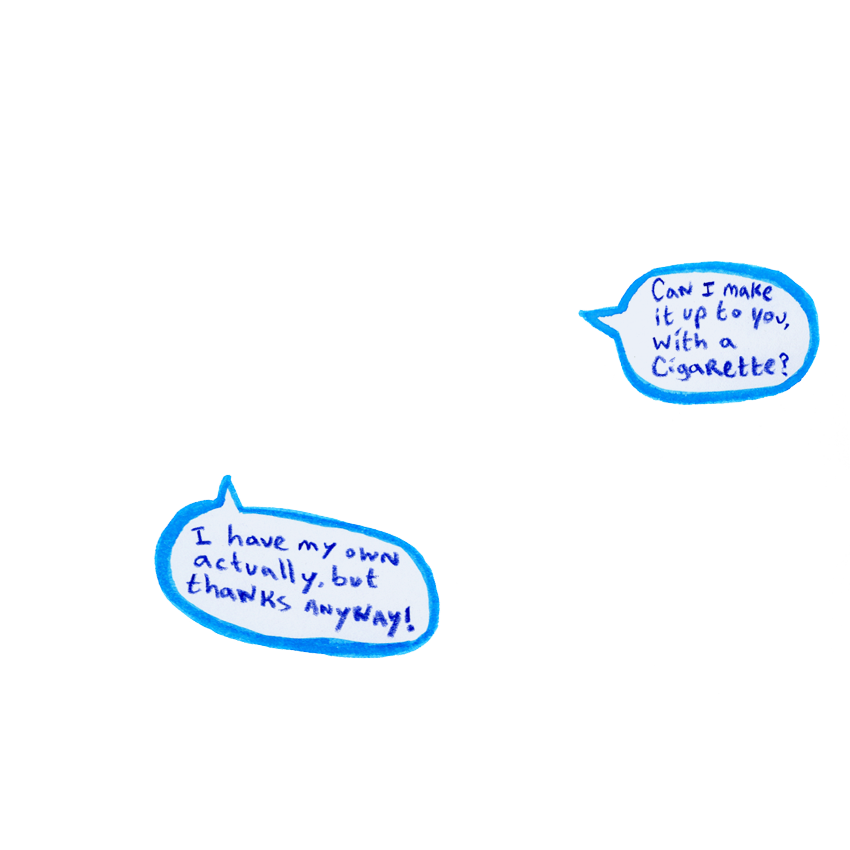 Can I make
it up to you,
with a
Cigarette?
I have my own
actually, but
thanks anyway!